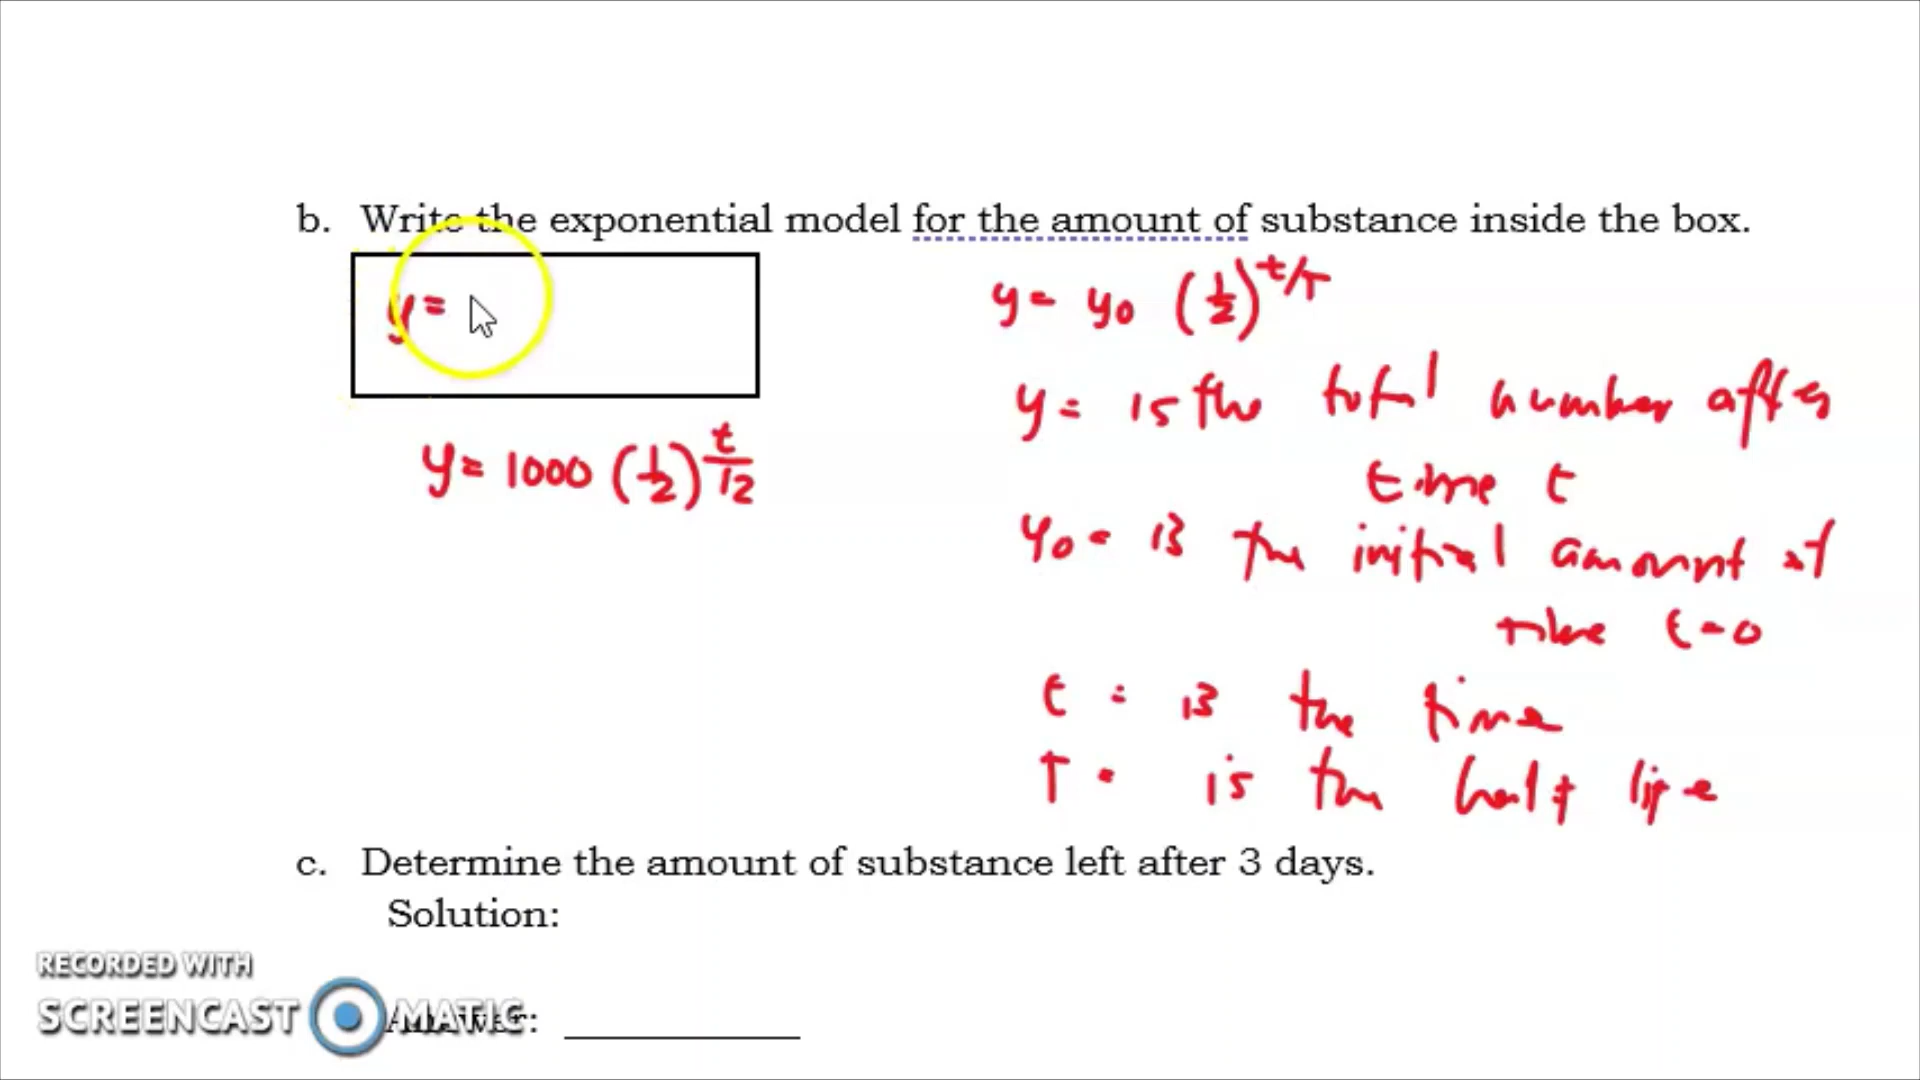 b. Write the exponential model for the amount of substance inside the box.
y =
y = y0 (1/2)^t/T
y = is the total number after
time t
y = 1000 (1/2)^t/12
y0 = is the initial amount at
time t = 0
t = is the time
T = is the half life
c. Determine the amount of substance left after 3 days.
Solution:
Answer:
RECORDED WITH
SCREENCAST MATIC